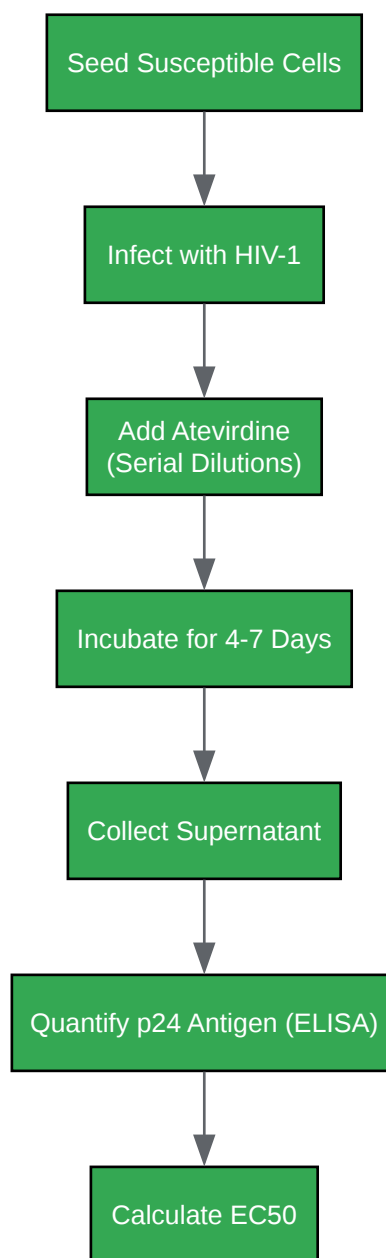 Seed Susceptible Cells
Infect with HIV-1
Add Atevirdine
(Serial Dilutions)
Incubate for 4-7 Days
Collect Supernatant
Quantify p24 Antigen (ELISA)
Calculate EC50